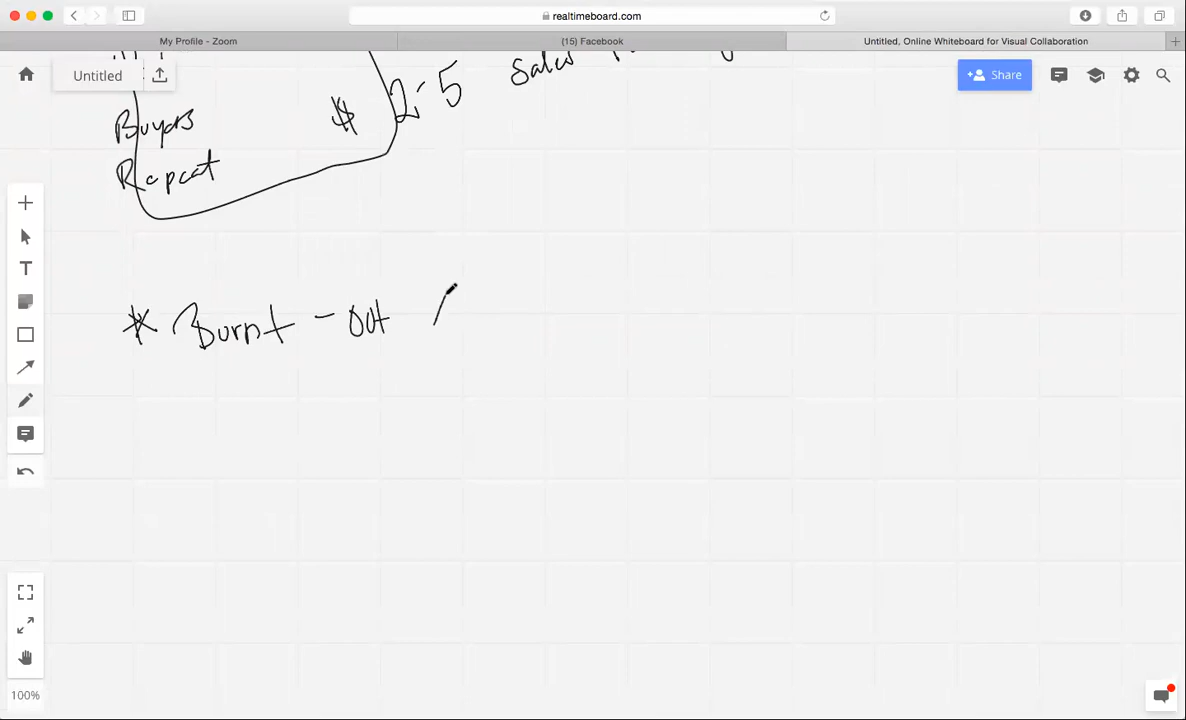 realtimeboard.com
My Profile - Zoom
(15) Facebook
Untitled, Online Whiteboard for Visual Collaboration
Untitled
Share
Sales
$ 2.5
Buyers
Repeat
* Burnt - Out
T
100%